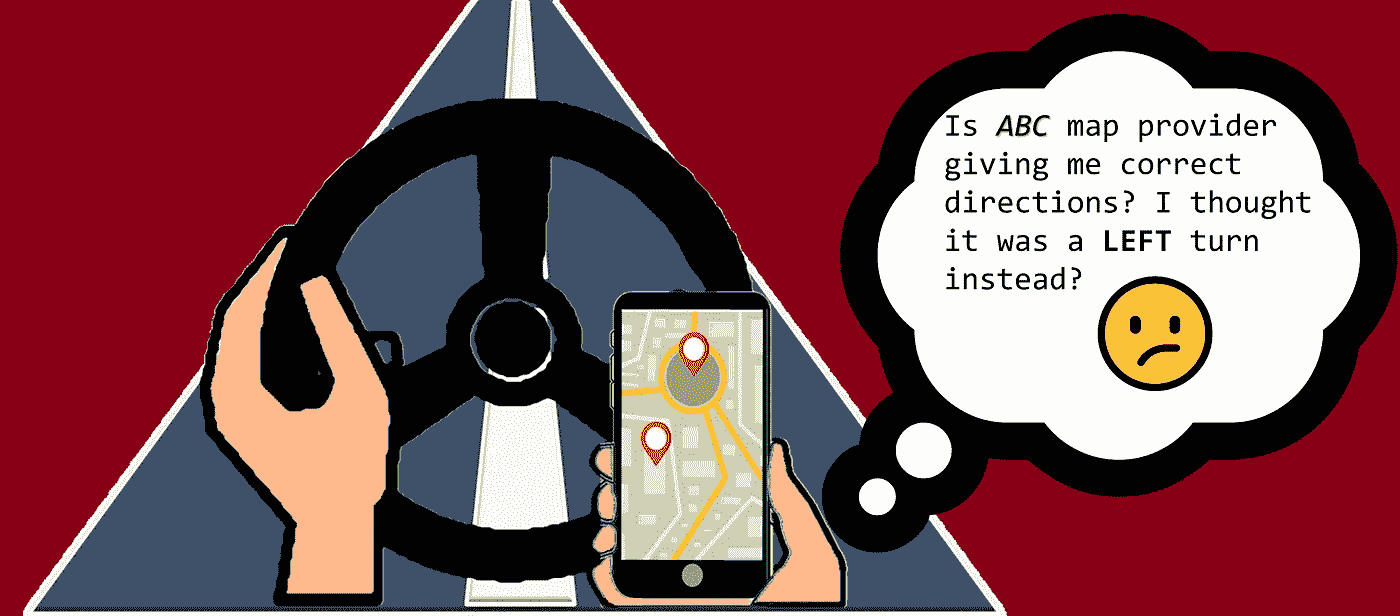 Is ABC map provider
giving me correct
directions? I thought
it was a LEFT turn
instead?